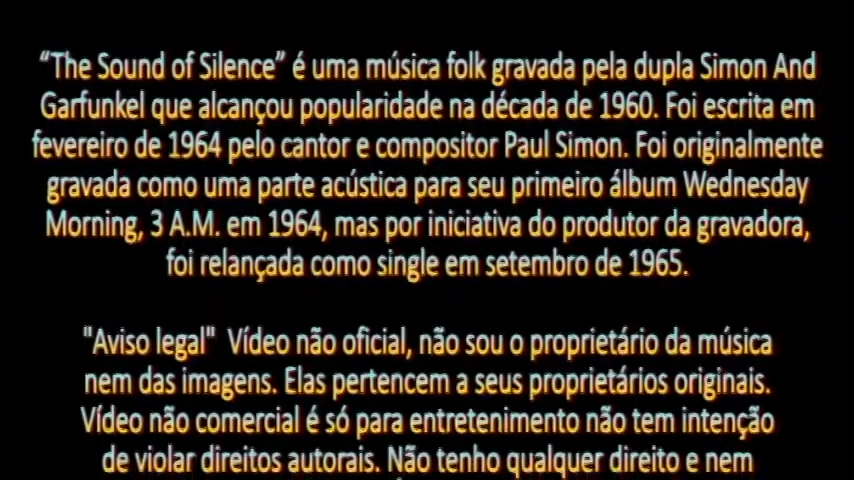 “The Sound of Silence” é uma música folk gravada pela dupla Simon And
Garfunkel que alcançou popularidade na década de 1960. Foi escrita em
fevereiro de 1964 pelo cantor e compositor Paul Simon. Foi originalmente
gravada como uma parte acústica para seu primeiro álbum Wednesday
Morning, 3 A.M. em 1964, mas por iniciativa do produtor da gravadora,
foi relançada como single em setembro de 1965.
"Aviso legal" Vídeo não oficial, não sou o proprietário da música
nem das imagens. Elas pertencem a seus proprietários originais.
Vídeo não comercial é só para entretenimento não tem intenção
de violar direitos autorais. Não tenho qualquer direito e nem